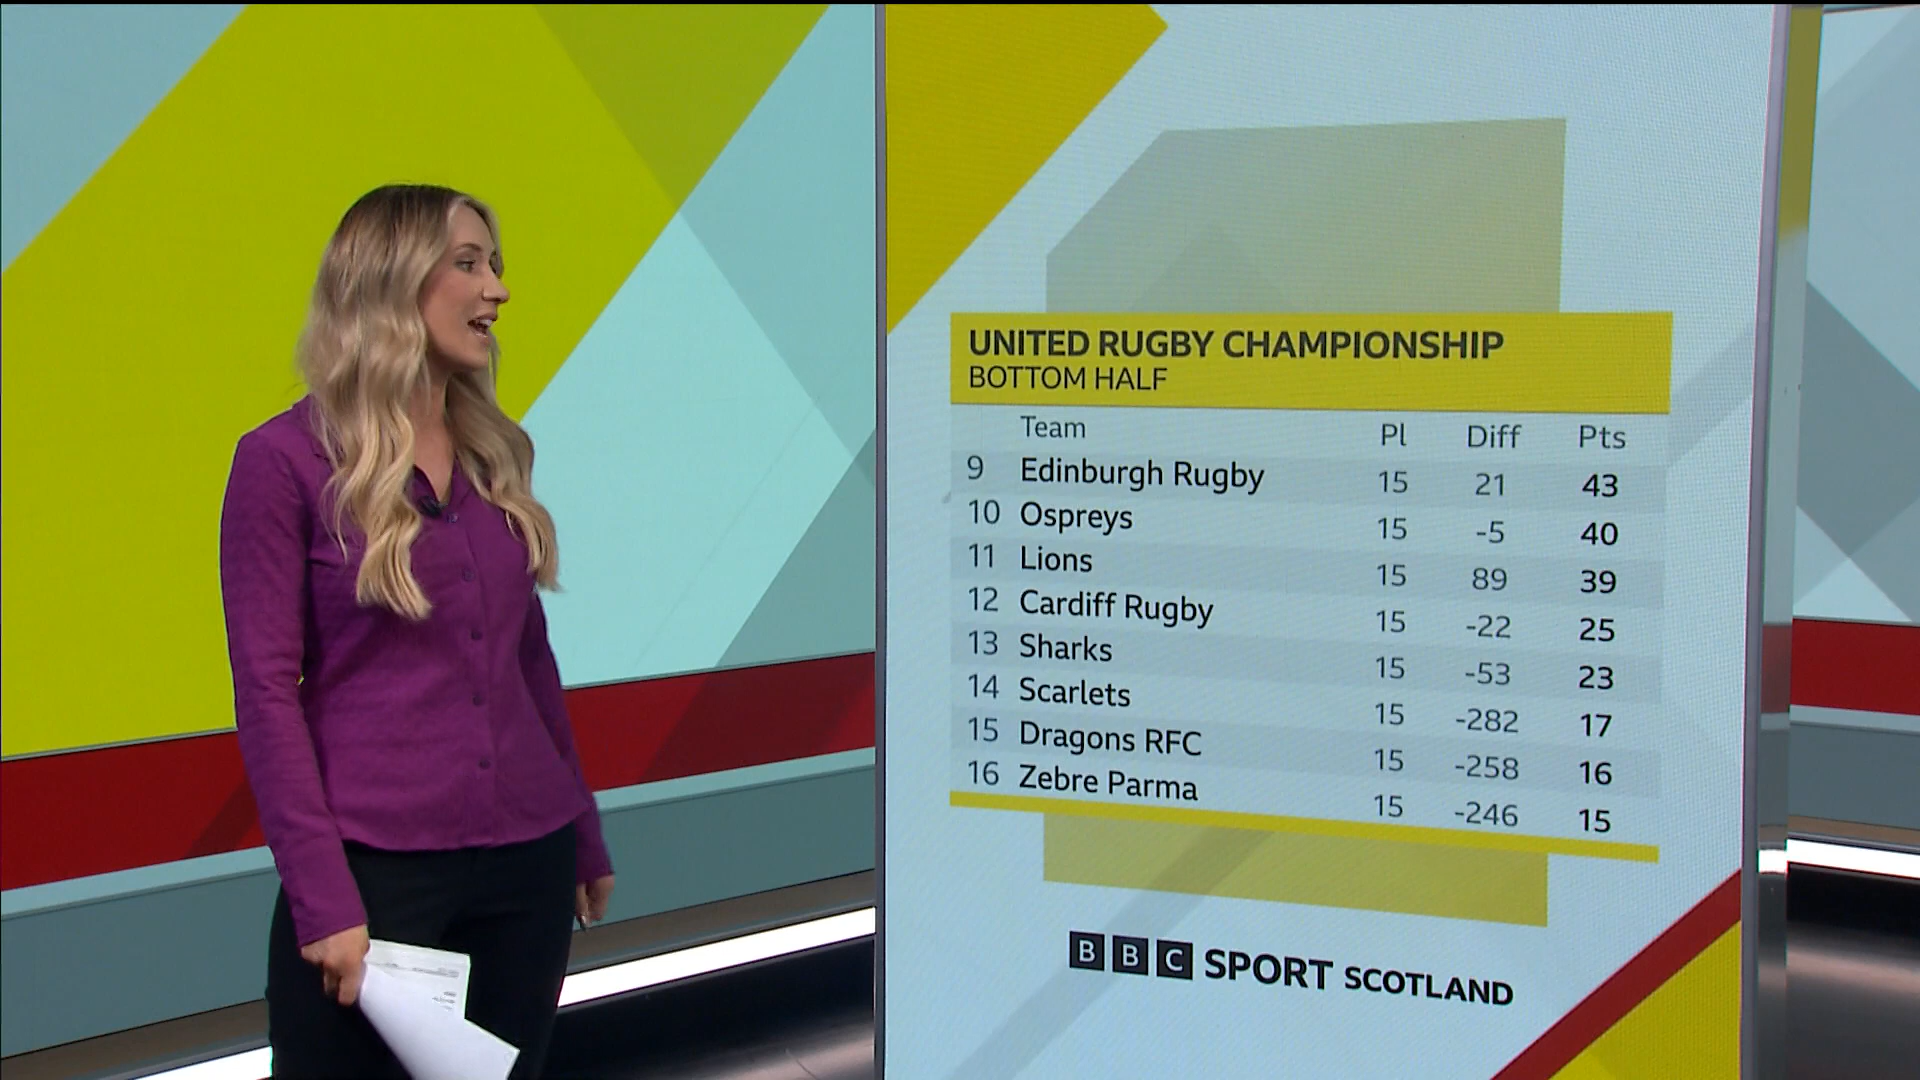 UNITED RUGBY CHAMPIONSHIP
BOTTOM HALF
Team Pl Diff Pts
9 Edinburgh Rugby 15 21 43
10 Ospreys 15 -5 40
11 Lions 15 89 39
12 Cardiff Rugby 15 -22 25
13 Sharks 15 -53 23
14 Scarlets 15 -282 17
15 Dragons RFC 15 -258 16
16 Zebre Parma 15 -246 15
BBC SPORT SCOTLAND